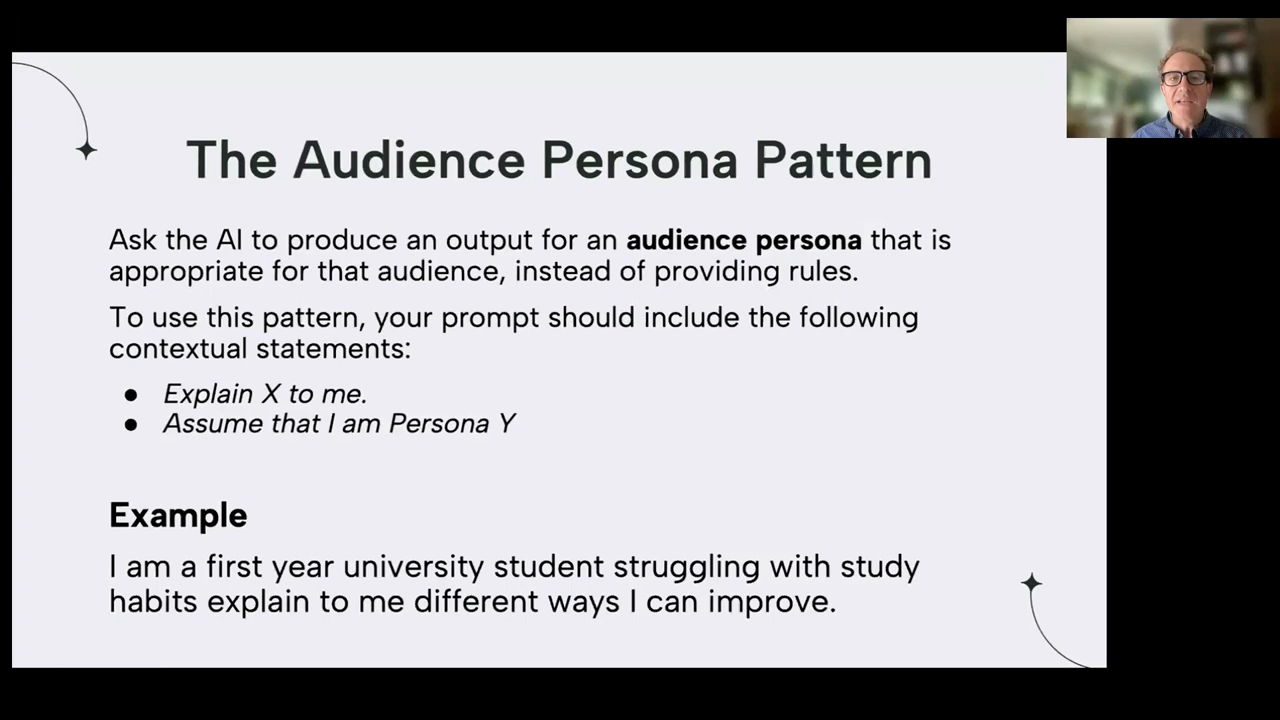 The Audience Persona Pattern
Ask the AI to produce an output for an audience persona that is
appropriate for that audience, instead of providing rules.
To use this pattern, your prompt should include the following
contextual statements:
● Explain X to me.
● Assume that I am Persona Y
Example
I am a first year university student struggling with study
habits explain to me different ways I can improve.